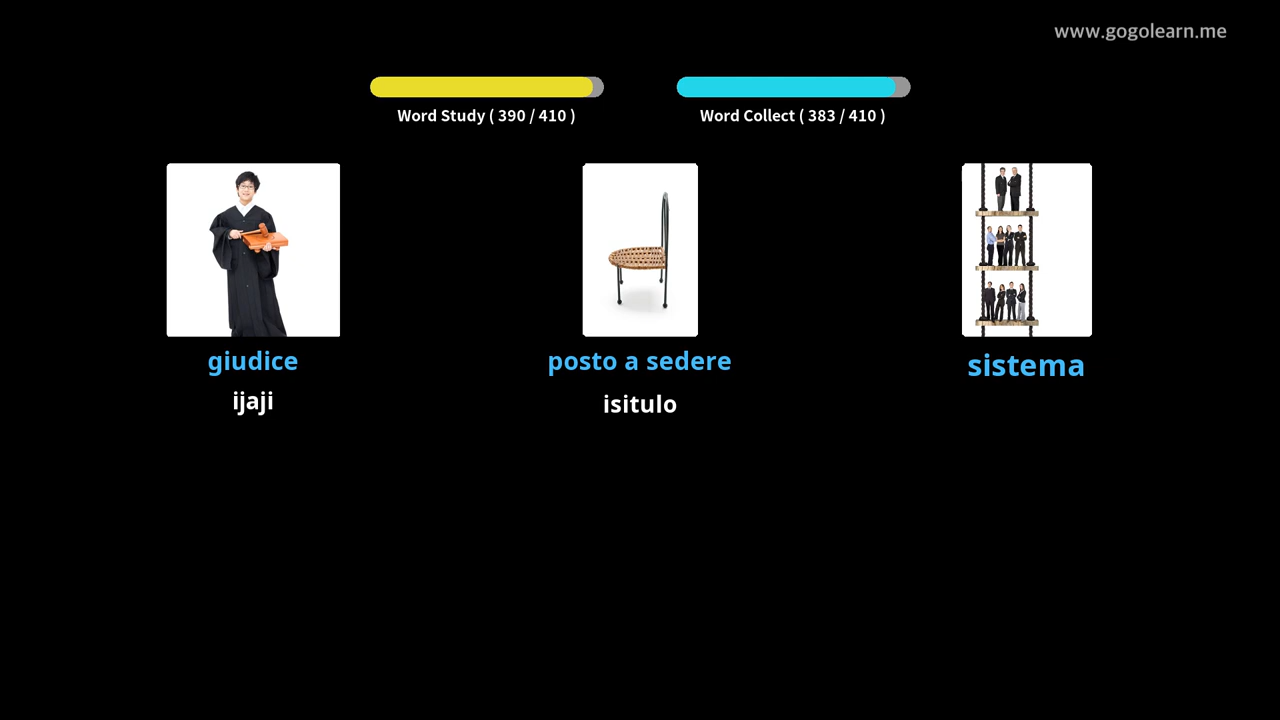 www.gogolearn.me
Word Study ( 390 / 410 )
Word Collect ( 383 / 410 )
giudice
ijaji
posto a sedere
isitulo
sistema